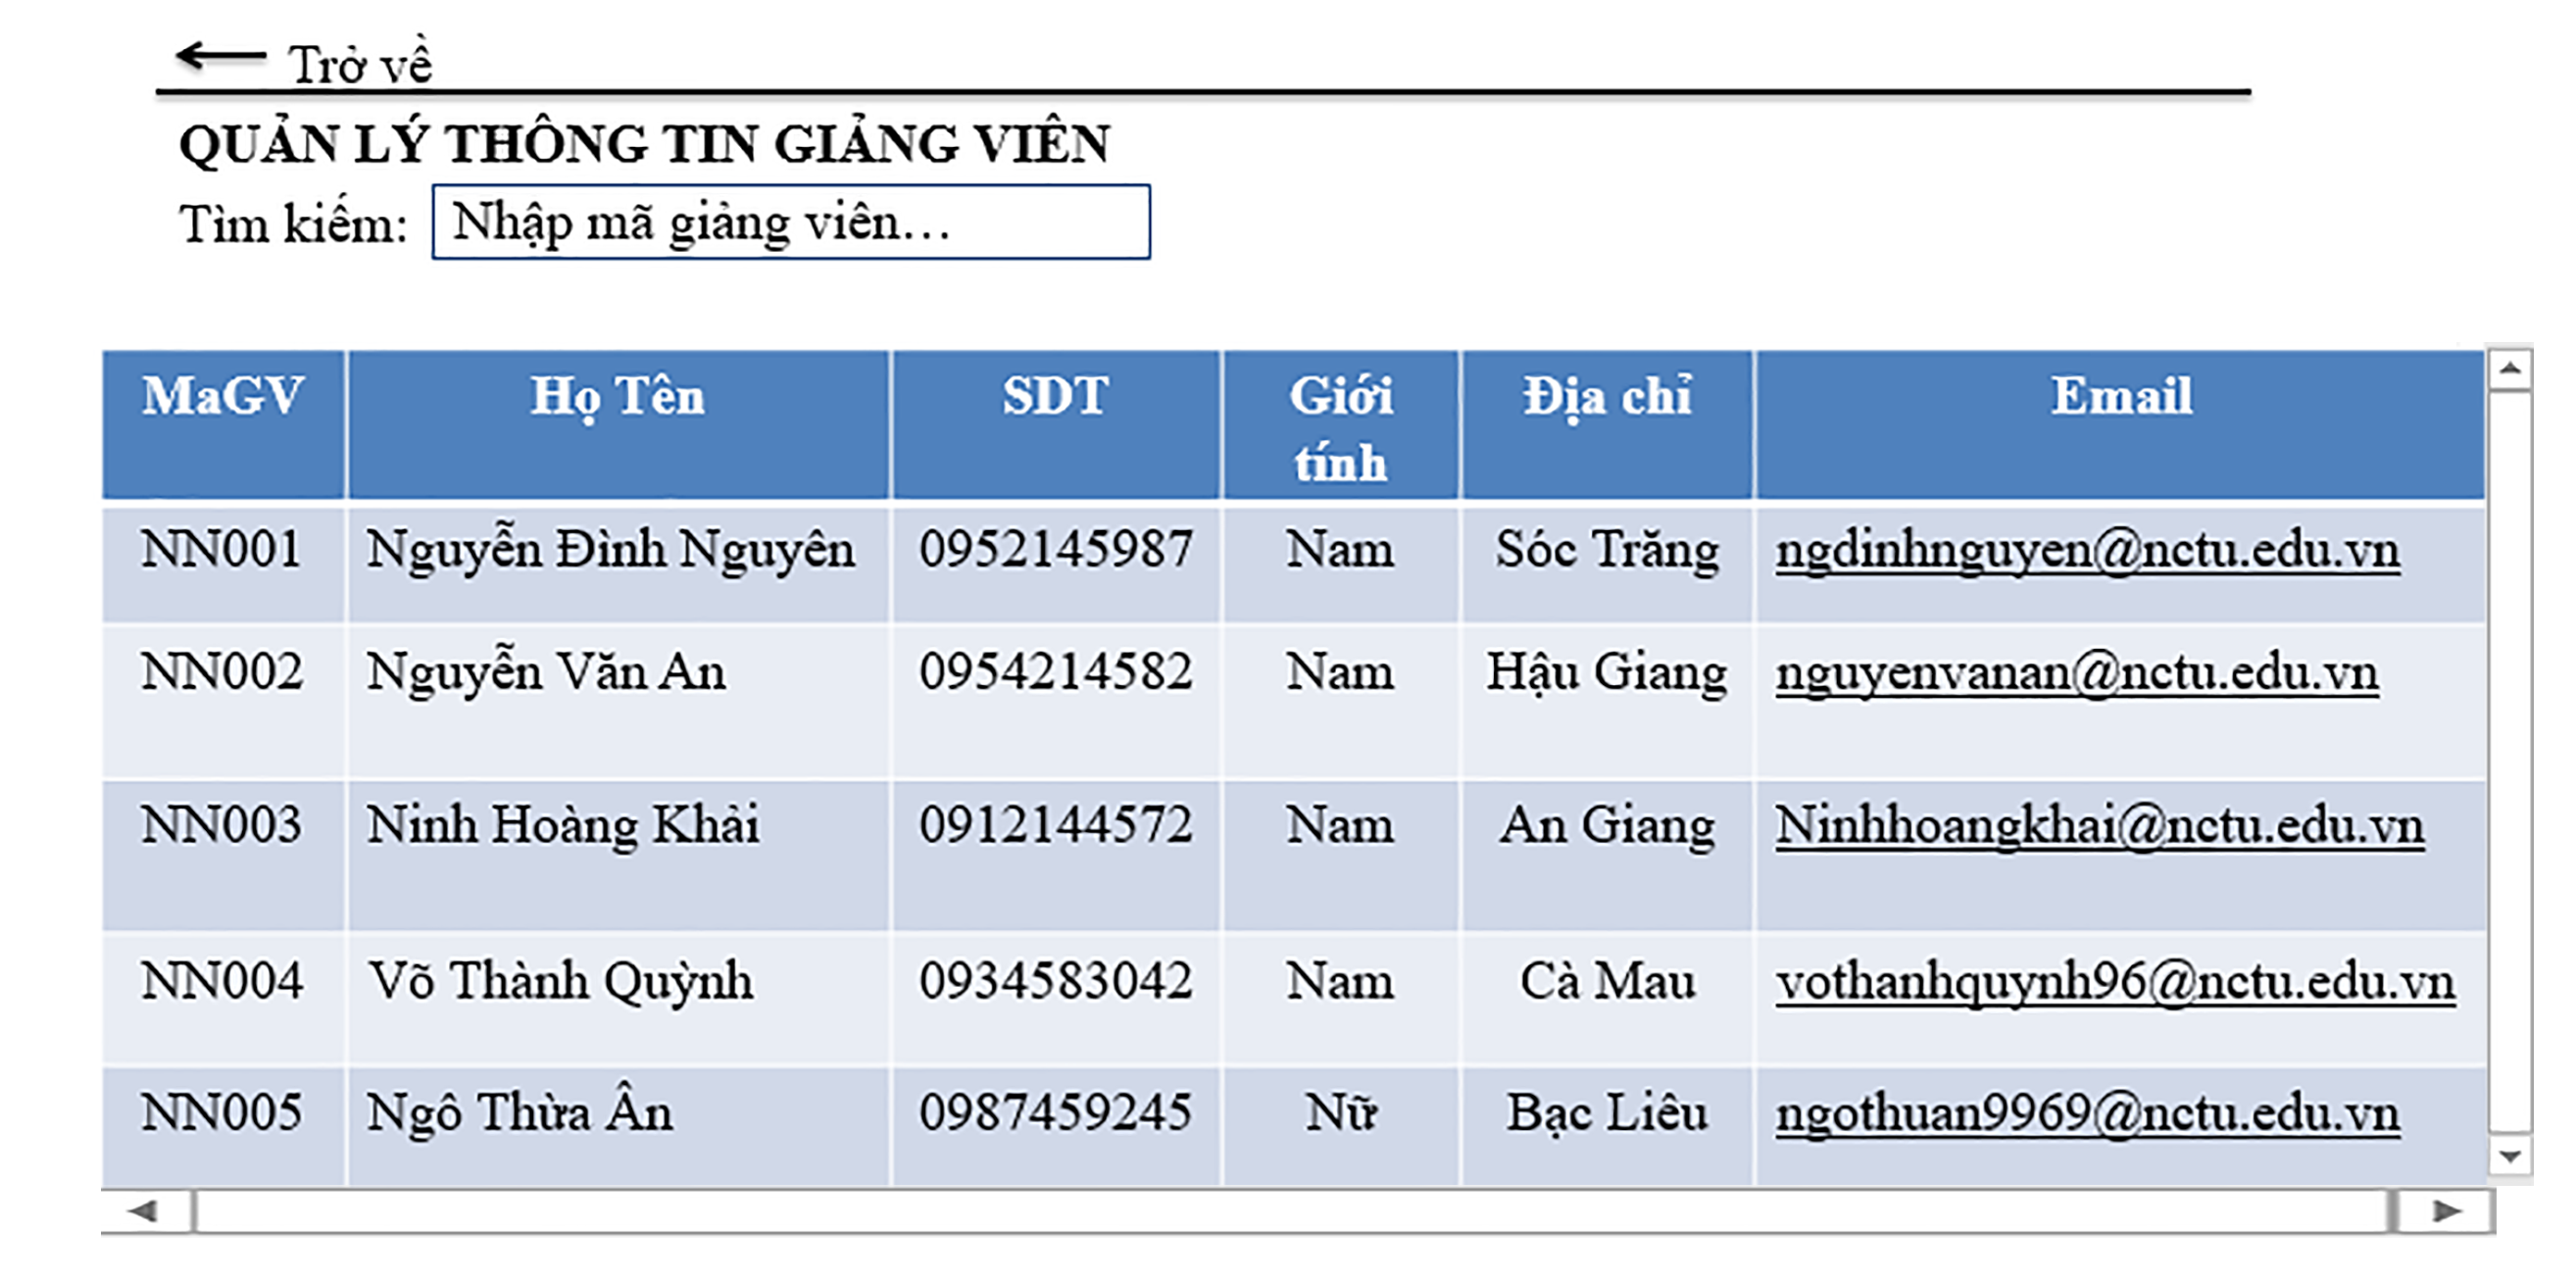 Trở về
QUẢN LÝ THÔNG TIN GIẢNG VIÊN
Tìm kiếm: Nhập mã giảng viên...
MaGV Họ Tên SDT Giới tính Địa chỉ Email
NN001 Nguyễn Đình Nguyên 0952145987 Nam Sóc Trăng ngdinhnguyen@nctu.edu.vn
NN002 Nguyễn Văn An 0954214582 Nam Hậu Giang nguyenvanan@nctu.edu.vn
NN003 Ninh Hoàng Khải 0912144572 Nam An Giang Ninhhoangkhai@nctu.edu.vn
NN004 Võ Thành Quỳnh 0934583042 Nam Cà Mau vothanhquynh96@nctu.edu.vn
NN005 Ngô Thừa Ân 0987459245 Nữ Bạc Liêu ngothuan9969@nctu.edu.vn